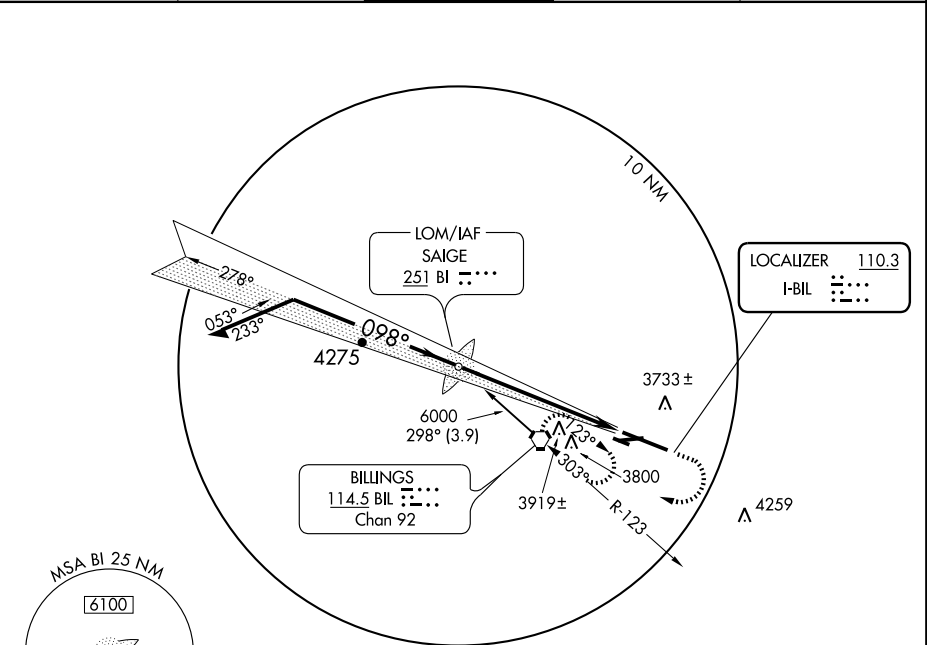 10 NM
LOM/IAF
SAIGE
251 BI
LOCALIZER 110.3
I-BIL
278°
053°
233°
098°
4275
3733 ±
6000
298° (3.9)
123°
303°
3800
3919 ±
R-123
4259
BILLINGS
114.5 BIL
Chan 92
MSA BI 25 NM
6100